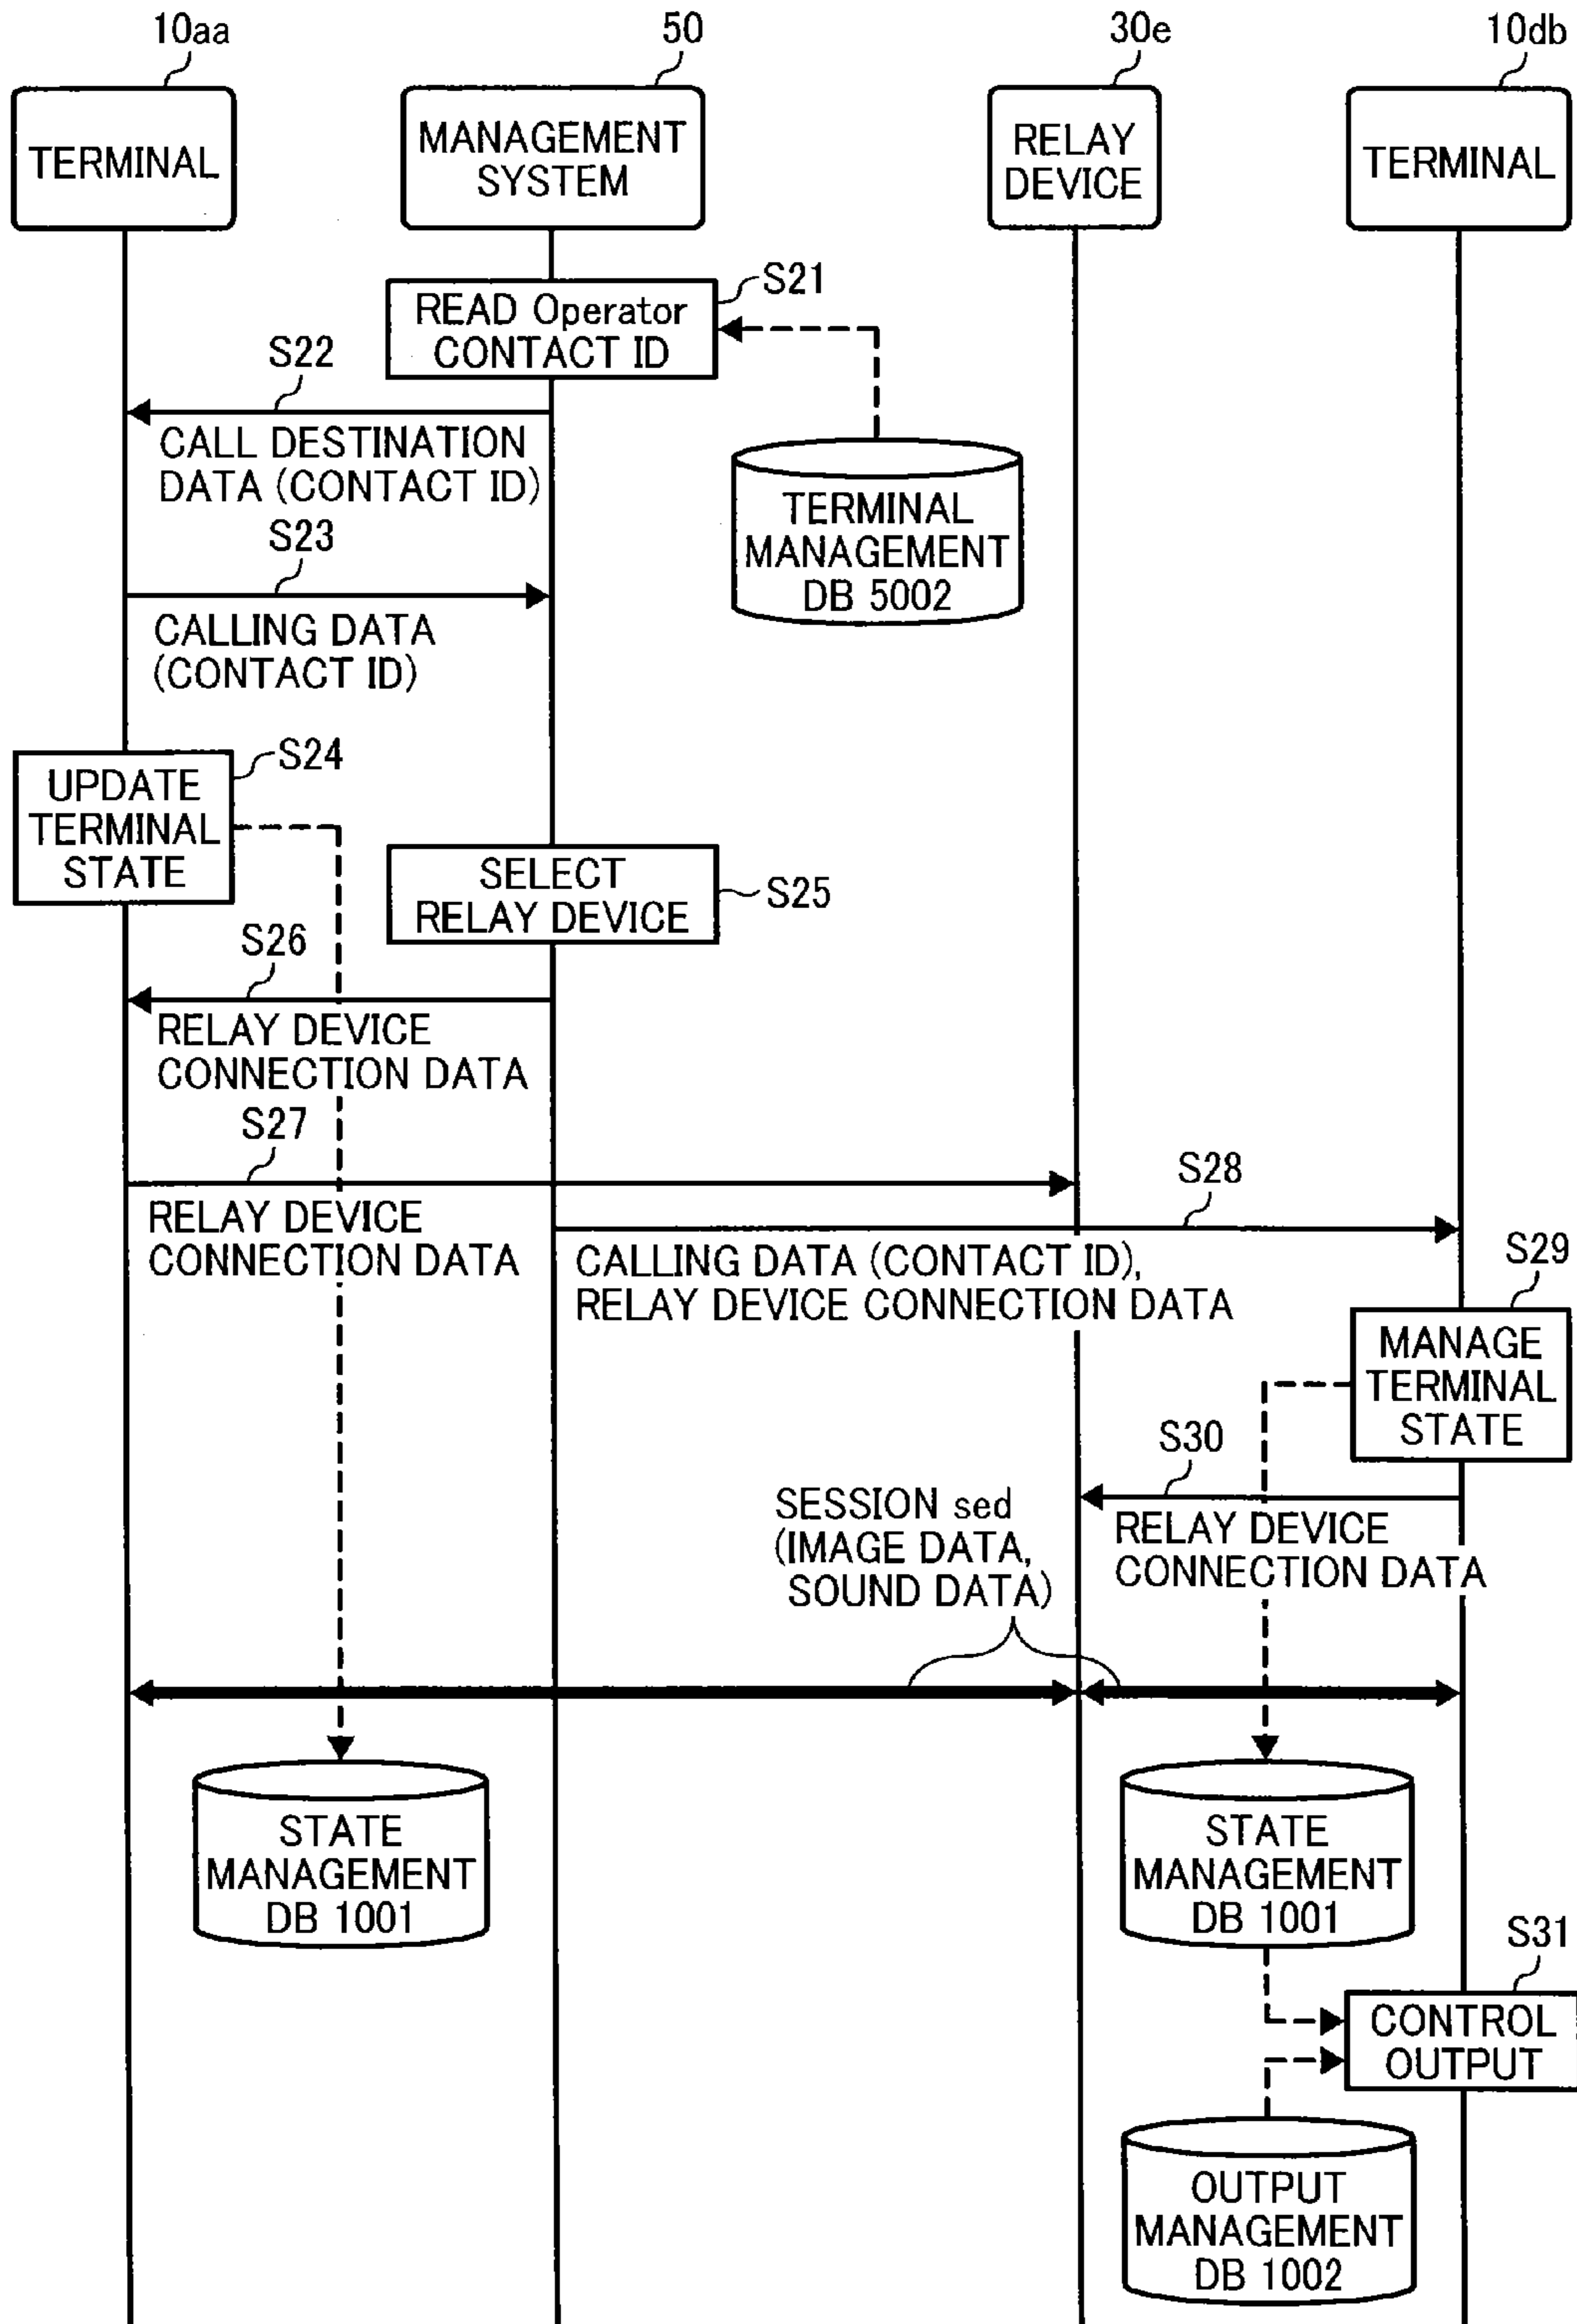 10aa
50
30e
10db
TERMINAL
MANAGEMENT
SYSTEM
RELAY
DEVICE
TERMINAL
S21
READ Operator
CONTACT ID
S22
CALL DESTINATION
DATA (CONTACT ID)
TERMINAL
MANAGEMENT
DB 5002
S23
CALLING DATA
(CONTACT ID)
S24
UPDATE
TERMINAL
STATE
SELECT
RELAY DEVICE
S25
S26
RELAY DEVICE
CONNECTION DATA
S27
RELAY DEVICE
CONNECTION DATA
S28
CALLING DATA (CONTACT ID),
RELAY DEVICE CONNECTION DATA
S29
MANAGE
TERMINAL
STATE
S30
RELAY DEVICE
CONNECTION DATA
SESSION sed
(IMAGE DATA,
SOUND DATA)
STATE
MANAGEMENT
DB 1001
STATE
MANAGEMENT
DB 1001
S31
CONTROL
OUTPUT
OUTPUT
MANAGEMENT
DB 1002